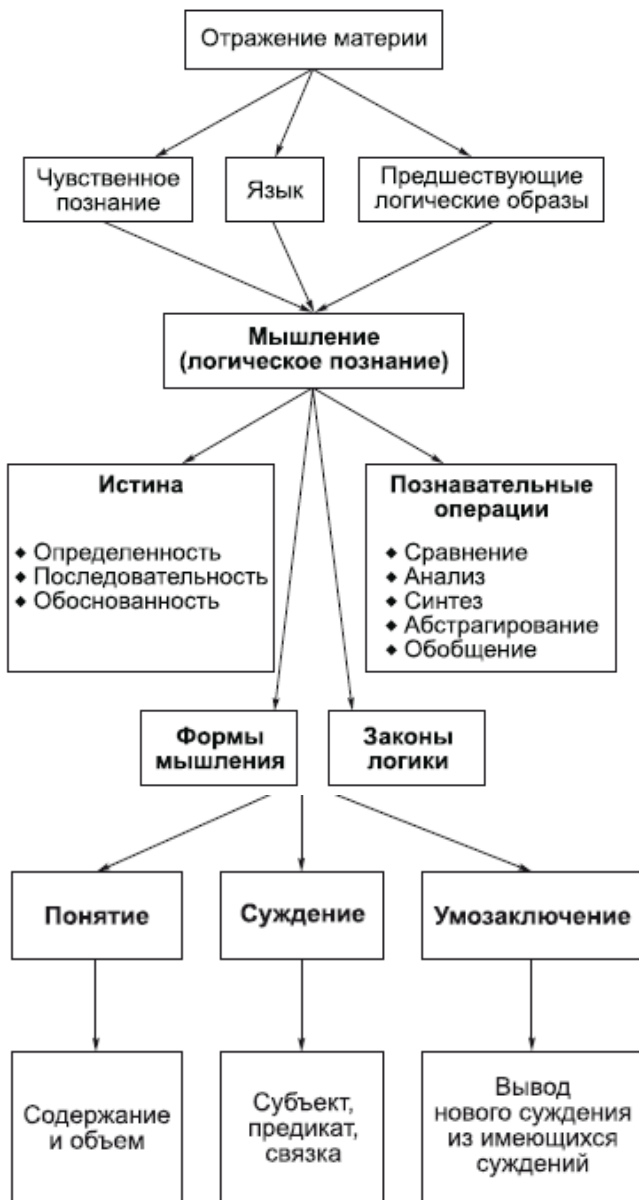 Отражение материи
Чувственное
познание
Язык
Предшествующие
логические образы
Мышление
(логическое познание)
Истина
◆ Определенность
◆ Последовательность
◆ Обоснованность
Познавательные
операции
◆ Сравнение
◆ Анализ
◆ Синтез
◆ Абстрагирование
◆ Обобщение
Формы
мышления
Законы
логики
Понятие
Суждение
Умозаключение
Содержание
и объем
Субъект,
предикат,
связка
Вывод
нового суждения
из имеющихся
суждений